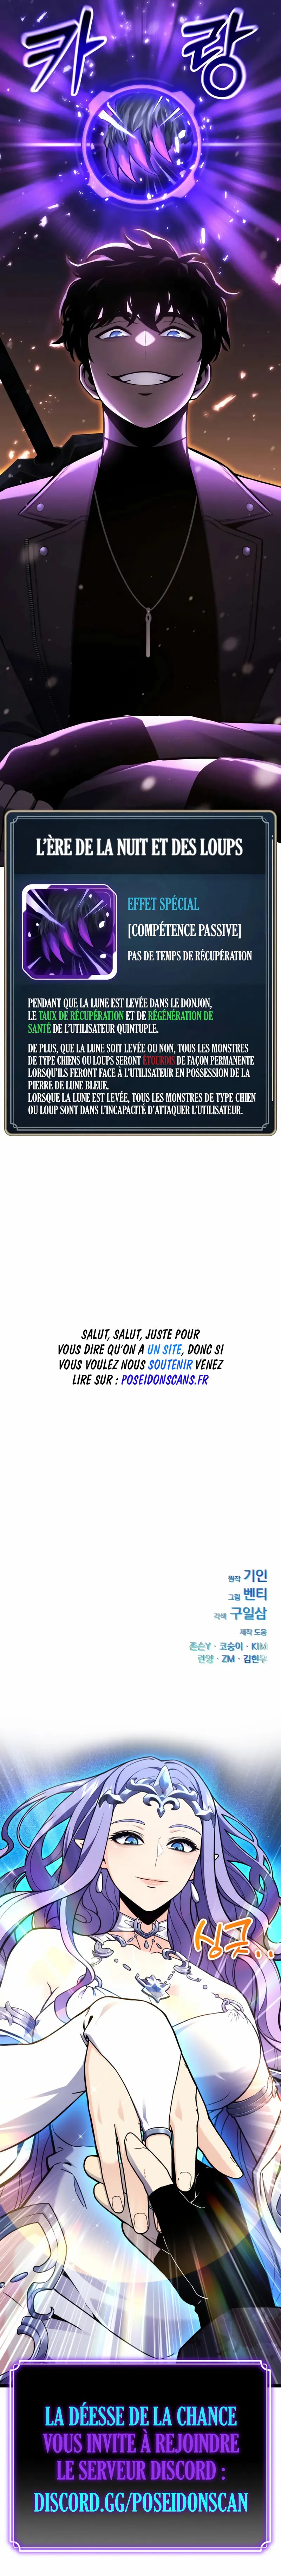 카 랑
L'ÈRE DE LA NUIT ET DES LOUPS
EFFET SPÉCIAL
[COMPÉTENCE PASSIVE]
PAS DE TEMPS DE RÉCUPÉRATION
PENDANT QUE LA LUNE EST LEVÉE DANS LE DONJON,
LE TAUX DE RÉCUPÉRATION ET DE RÉGÉNÉRATION DE
SANTÉ DE L'UTILISATEUR QUINTUPLE.
DE PLUS, QUE LA LUNE SOIT LEVÉE OU NON, TOUS LES MONSTRES
DE TYPE CHIENS OU LOUPS SERONT ÉTOURDIS DE FAÇON PERMANENTE
LORSQU'ILS FERONT FACE À L'UTILISATEUR EN POSSESSION DE LA
PIERRE DE LUNE BLEUE.
LORSQUE LA LUNE EST LEVÉE, TOUS LES MONSTRES DE TYPE CHIEN
OU LOUP SONT DANS L'INCAPACITÉ D'ATTAQUER L'UTILISATEUR.
SALUT, SALUT, JUSTE POUR
VOUS DIRE QU'ON A UN SITE, DONC SI
VOUS VOULEZ NOUS SOUTENIR VENEZ
LIRE SUR : POSEIDONSCANS.FR
원작 기인
그림 벤티
각색 구일삼
제작 도움
존손Y · 코숭이 · KIM
란양 · ZM · 김현우
싱긋..
LA DÉESSE DE LA CHANCE
VOUS INVITE À REJOINDRE
LE SERVEUR DISCORD :
DISCORD.GG/POSEIDONSCAN